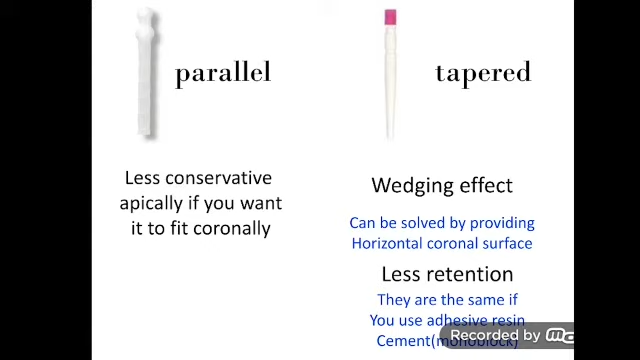 parallel
Less conservative
apically if you want
it to fit coronally
tapered
Wedging effect
Can be solved by providing
Horizontal coronal surface
Less retention
They are the same if
You use adhesive resin
Cement(monoblock)
Recorded by